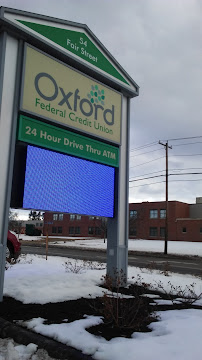 54
Fair Street
Oxford
Federal Credit Union
24 Hour Drive Thru ATM